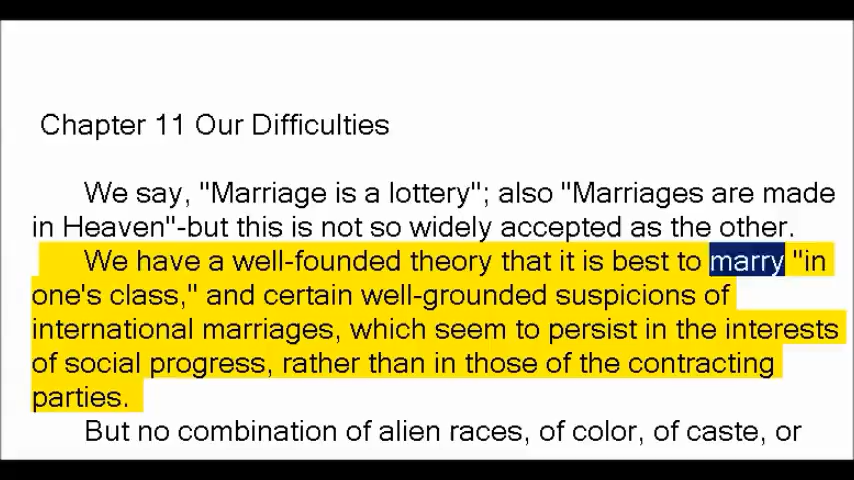 Chapter 11 Our Difficulties
We say, "Marriage is a lottery"; also "Marriages are made
in Heaven"-but this is not so widely accepted as the other.
We have a well-founded theory that it is best to marry "in
one's class," and certain well-grounded suspicions of
international marriages, which seem to persist in the interests
of social progress, rather than in those of the contracting
parties.
But no combination of alien races, of color, of caste, or